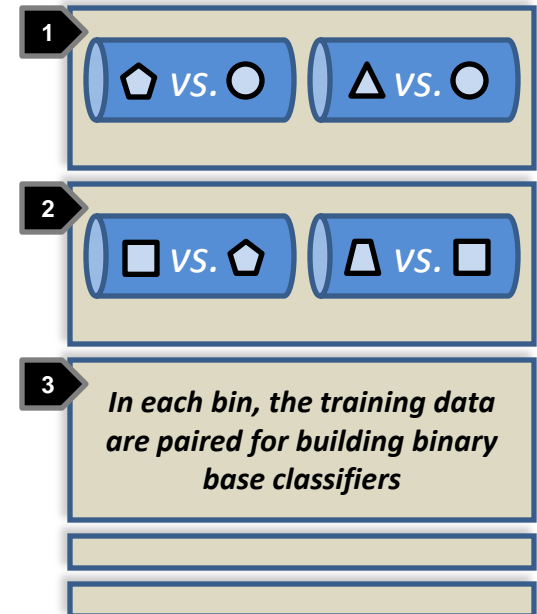 1
vs. vs.
2
vs. vs.
3
In each bin, the training data
are paired for building binary
base classifiers